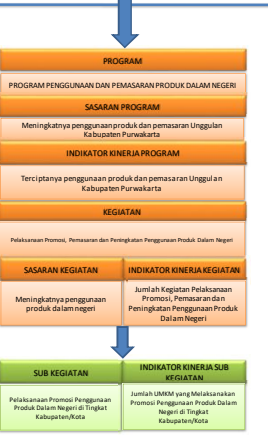 PROGRAM
PROGRAM PENGGUNAAN DAN PEMASARAN PRODUK DALAM NEGERI
SASARAN PROGRAM
Meningkatnya penggunaan produk dan pemasaran Unggulan
Kabupaten Purwakarta
INDIKATOR KINERJA PROGRAM
Terciptanya penggunaan produk dan pemasaran Unggulan
Kabupaten Purwakarta
KEGIATAN
Pelaksanaan Promosi, Pemasaran dan Peningkatan Penggunaan Produk Dalam Negeri
SASARAN KEGIATAN
Meningkatnya penggunaan
produk dalam negeri
INDIKATOR KINERJA KEGIATAN
Jumlah Kegiatan Pelaksanaan
Promosi, Pemasaran dan
Peningkatan Penggunaan Produk
Dalam Negeri
SUB KEGIATAN
Pelaksanaan Promosi Penggunaan
Produk Dalam Negeri di Tingkat
Kabupaten/Kota
INDIKATOR KINERJA SUB
KEGIATAN
Jumlah UMKM yang Melaksanakan
Promosi Penggunaan Produk Dalam
Negeri di Tingkat
Kabupaten/Kota